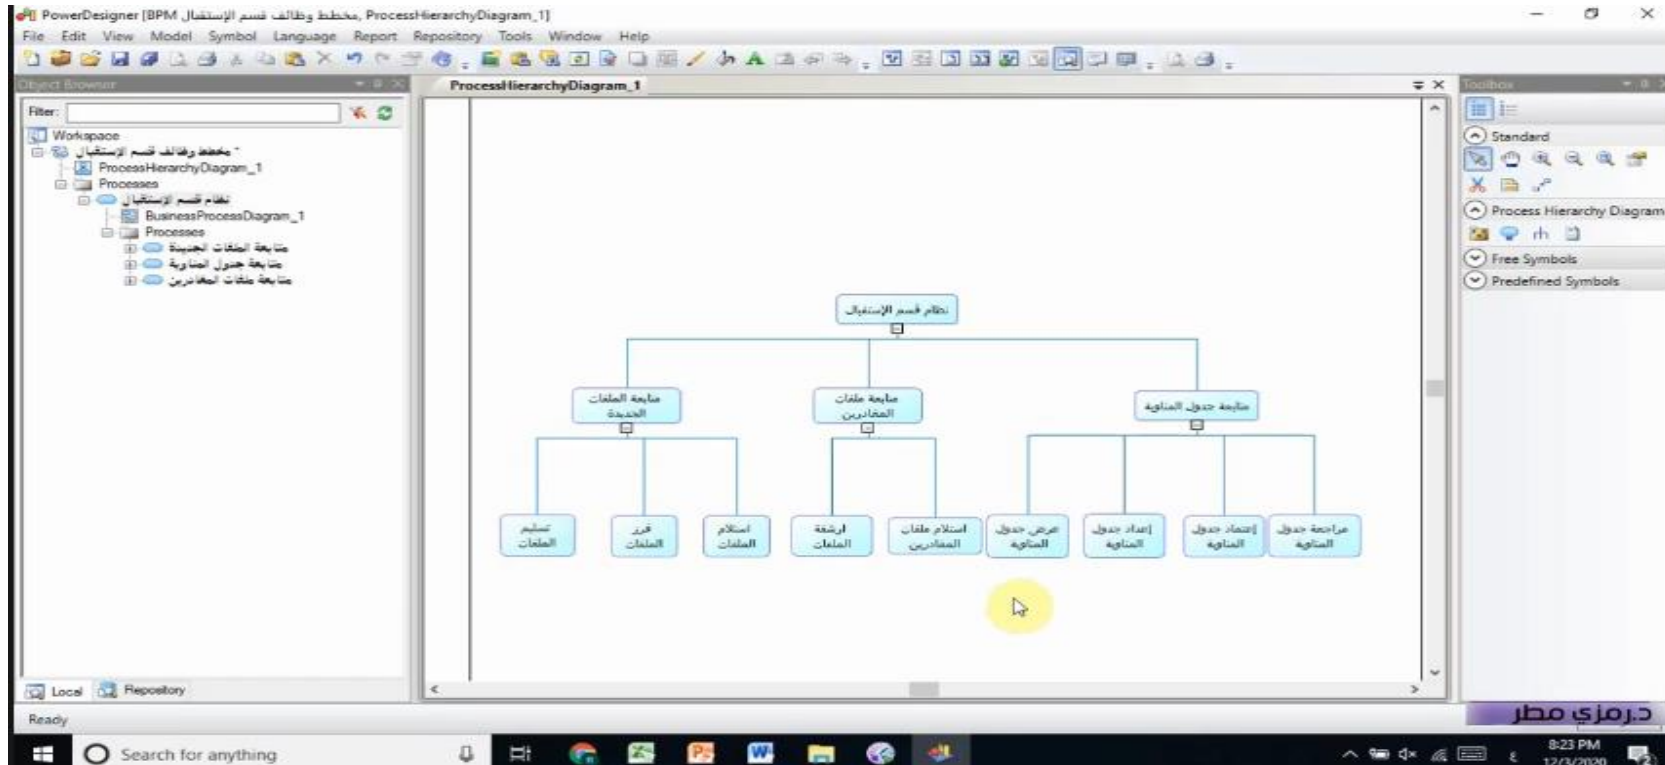 PowerDesigner [BPM مخطط وظائف قسم الإستقبال, ProcessHierarchyDiagram_1]
File Edit View Model Symbol Language Report Repository Tools Window Help
Object Browser
ProcessHierarchyDiagram_1
Toolbox
Filter:
Workspace
مخطط وظائف قسم الإستقبال *
ProcessHierarchyDiagram_1
Processes
نظام قسم الإستقبال
BusinessProcessDiagram_1
Processes
متابعة الملفات الجديدة
متابعة جدول المناوبة
متابعة ملفات المغادرين
Standard
Process Hierarchy Diagram
Free Symbols
Predefined Symbols
نظام قسم الإستقبال
متابعة جدول المناوبة
متابعة ملفات
المغادرين
متابعة الملفات
الجديدة
مراجعة جدول
المناوبة
إعتماد جدول
المناوبة
إعداد جدول
المناوبة
عرض جدول
المناوبة
استلام ملفات
المغادرين
ارشفة
الملفات
استلام
الملفات
فرز
الملفات
تسليم
الملفات
Local Repository
Ready
د.رمزي مطر
Search for anything
ع
8:23 PM
12/3/2020
2